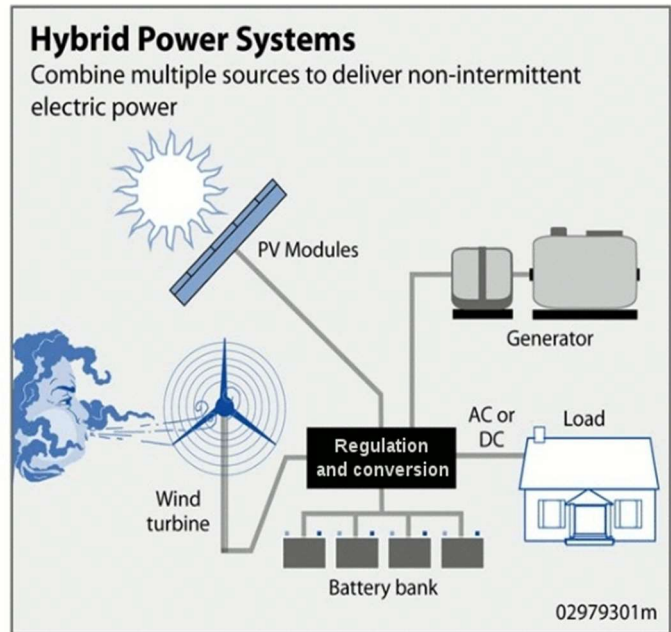 Hybrid Power Systems
Combine multiple sources to deliver non-intermittent
electric power
PV Modules
Generator
AC or
DC
Load
Regulation
and conversion
Wind
turbine
Battery bank
02979301m